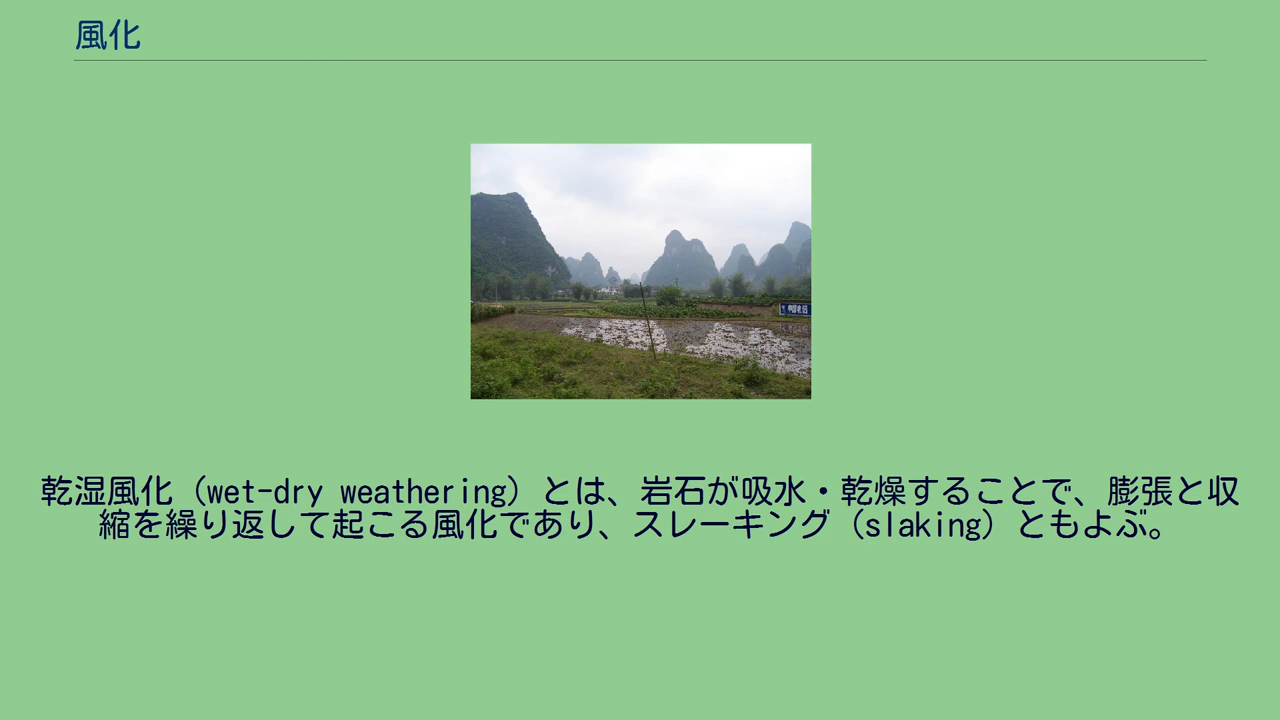 風化
乾湿風化（wet-dry weathering）とは、岩石が吸水・乾燥することで、膨張と収
縮を繰り返して起こる風化であり、スレーキング（slaking）ともよぶ。